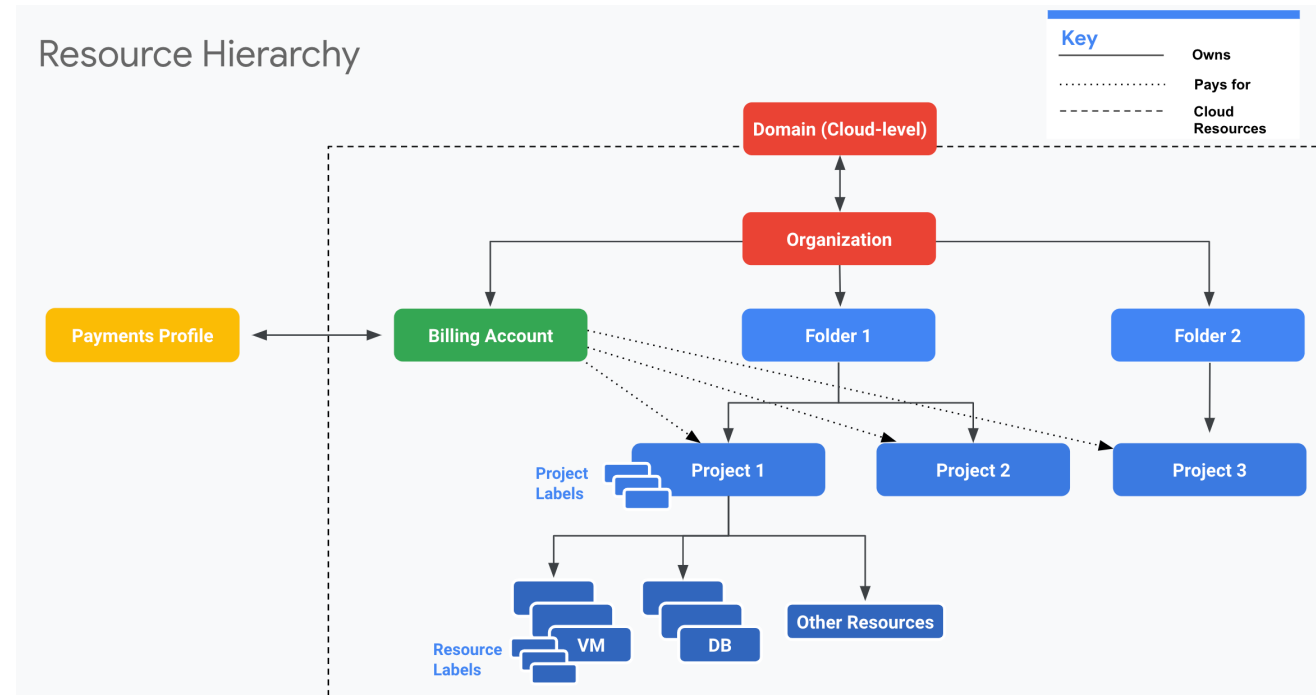 Resource Hierarchy
Key
Owns
Pays for
Cloud
Resources
Domain (Cloud-level)
Organization
Payments Profile
Billing Account
Folder 1
Folder 2
Project
Labels
Project 1
Project 2
Project 3
Resource
Labels
VM
DB
Other Resources